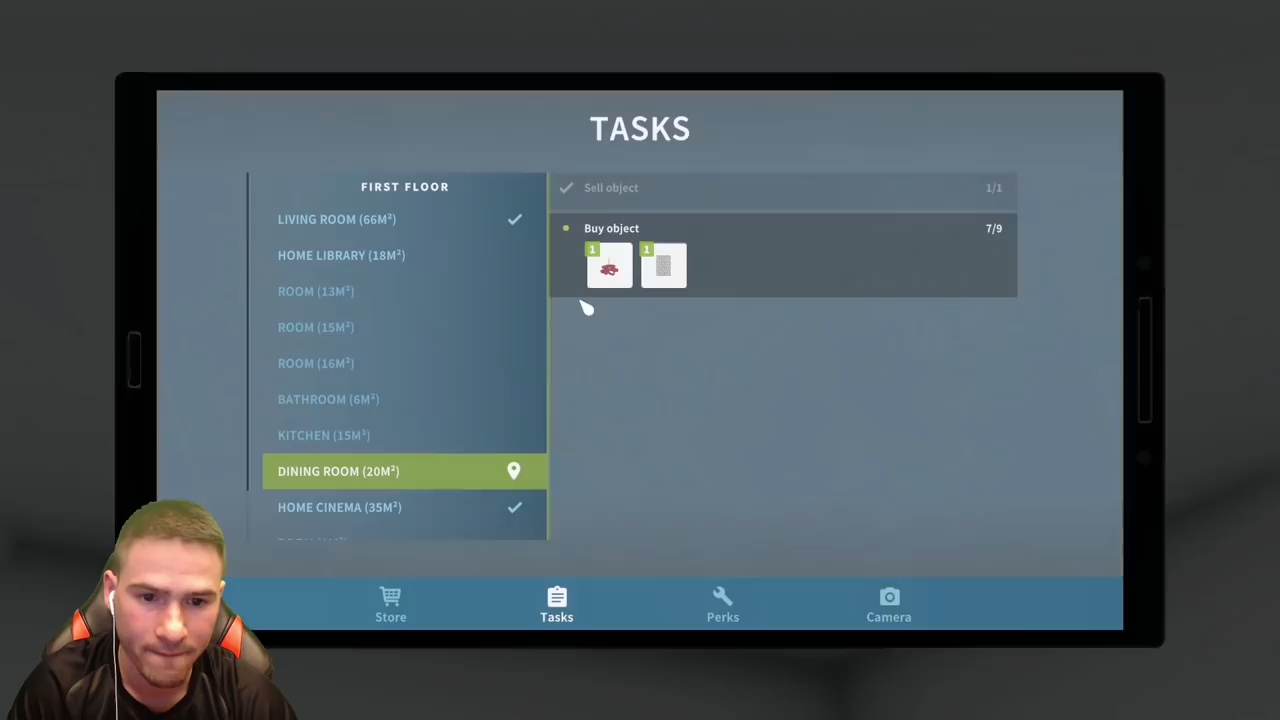 TASKS
FIRST FLOOR
LIVING ROOM (66M²)
HOME LIBRARY (18M²)
ROOM (13M²)
ROOM (15M²)
ROOM (16M²)
BATHROOM (6M²)
KITCHEN (15M²)
DINING ROOM (20M²)
HOME CINEMA (35M²)
Sell object 1/1
Buy object 7/9
1 1
Store Tasks Perks Camera